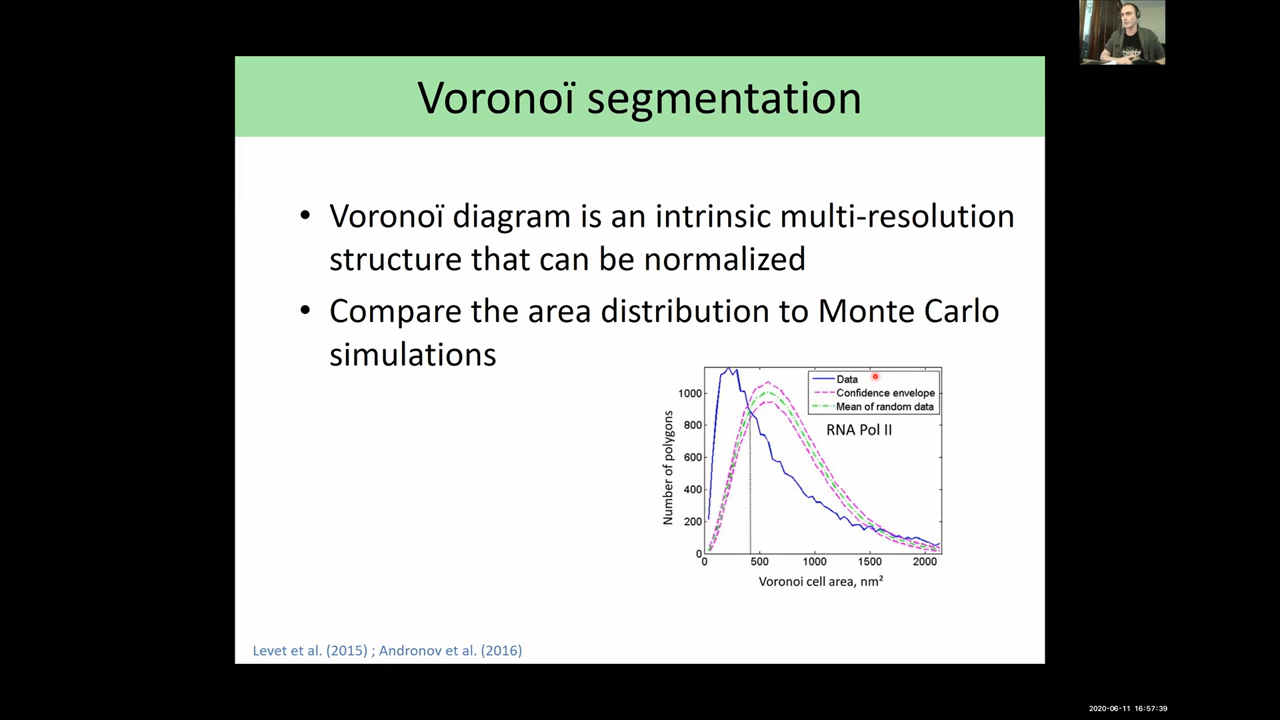 Voronoï segmentation
• Voronoï diagram is an intrinsic multi-resolution
structure that can be normalized
• Compare the area distribution to Monte Carlo
simulations
Data
Confidence envelope
Mean of random data
RNA Pol II
Number of polygons
1000
800
600
400
200
0
0 500 1000 1500 2000
Voronoi cell area, nm²
Levet et al. (2015) ; Andronov et al. (2016)
2020-06-11 16:57:39